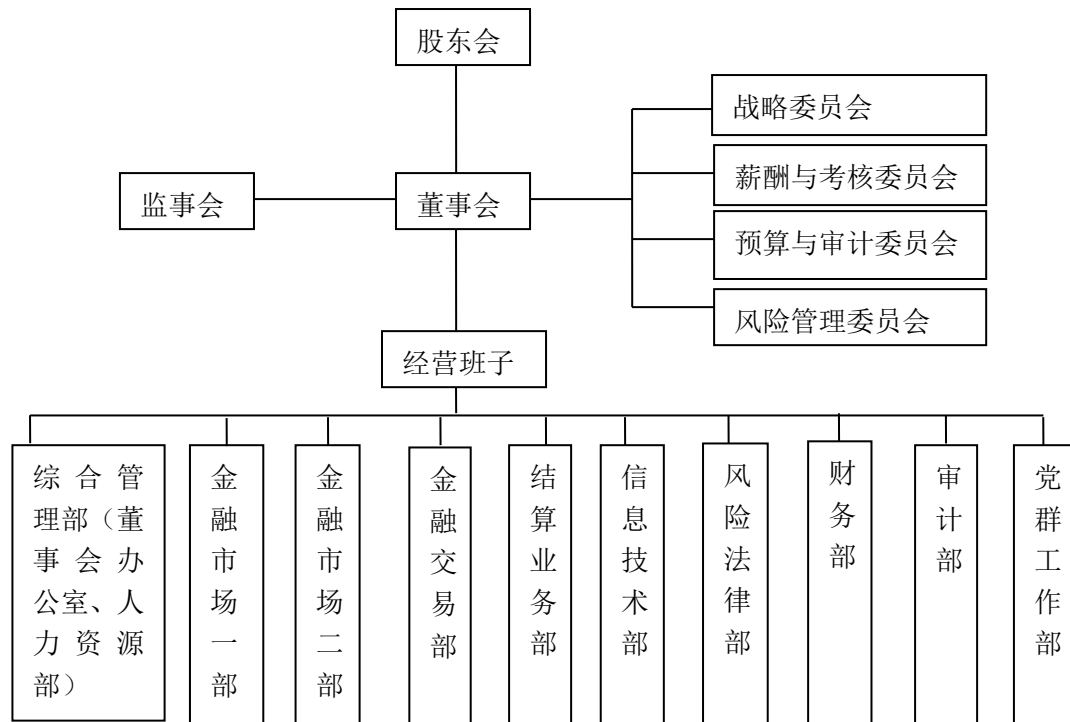 股东会
战略委员会
薪酬与考核委员会
监事会
董事会
预算与审计委员会
风险管理委员会
经营班子
综合管
理部（董
事会办
公室、人
力资源
部）
金融市场一部
金融市场二部
金融交易部
结算业务部
信息技术部
风险法律部
财务部
审计部
党群工作部